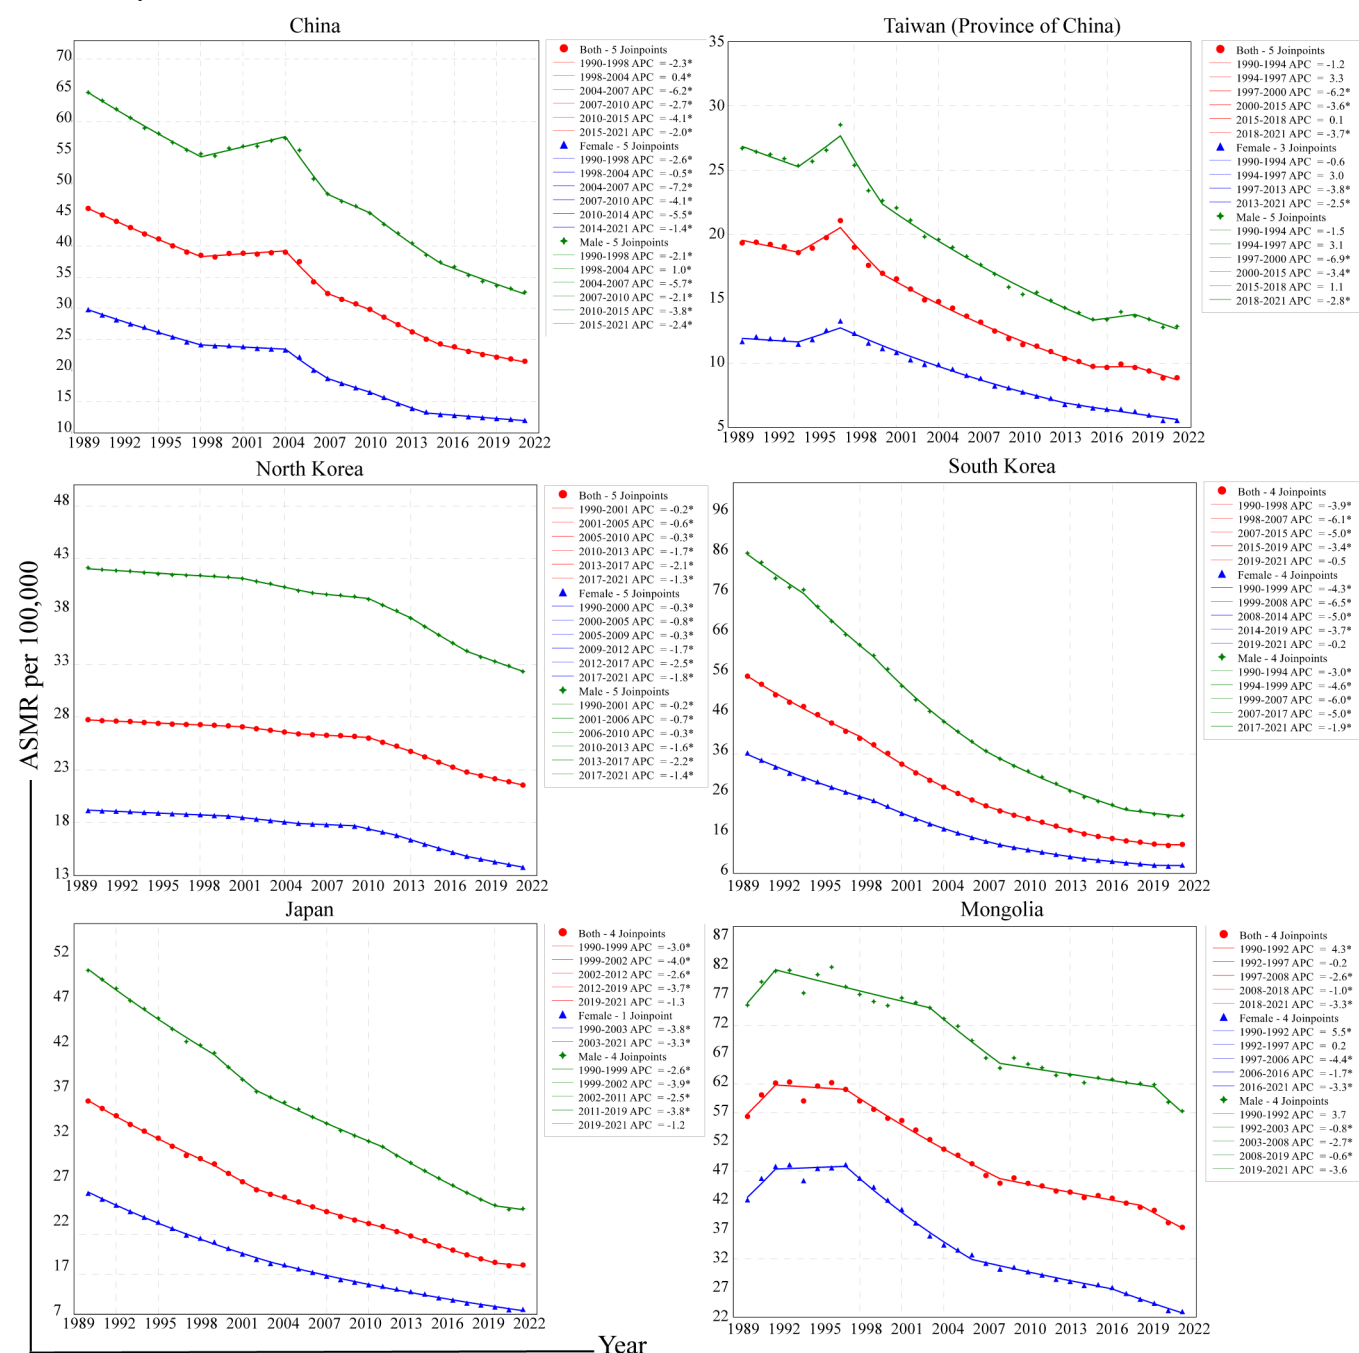 China
70
65
60
55
50
45
40
35
30
25
20
15
10
1989 1992 1995 1998 2001 2004 2007 2010 2013 2016 2019 2022
Both - 5 Joinpoints
1990-1998 APC = -2.3*
1998-2004 APC = 0.4*
2004-2007 APC = -6.2*
2007-2010 APC = -2.7*
2010-2015 APC = -4.1*
2015-2021 APC = -2.0*
Female - 5 Joinpoints
1990-1998 APC = -2.6*
1998-2004 APC = -0.5*
2004-2007 APC = -7.2*
2007-2010 APC = -4.1*
2010-2014 APC = -5.5*
2014-2021 APC = -1.4*
Male - 5 Joinpoints
1990-1998 APC = -2.1*
1998-2004 APC = 1.0*
2004-2007 APC = -5.7*
2007-2010 APC = -2.1*
2010-2015 APC = -3.8*
2015-2021 APC = -2.4*
Taiwan (Province of China)
35
30
25
20
15
10
5
1989 1992 1995 1998 2001 2004 2007 2010 2013 2016 2019 2022
Both - 5 Joinpoints
1990-1994 APC = -1.2
1994-1997 APC = 3.3
1997-2000 APC = -6.2*
2000-2015 APC = -3.6*
2015-2018 APC = 0.1
2018-2021 APC = -3.7*
Female - 3 Joinpoints
1990-1994 APC = -0.6
1994-1997 APC = 3.0
1997-2013 APC = -3.8*
2013-2021 APC = -2.5*
Male - 5 Joinpoints
1990-1994 APC = -1.5
1994-1997 APC = 3.1
1997-2000 APC = -6.9*
2000-2015 APC = -3.4*
2015-2018 APC = 1.1
2018-2021 APC = -2.8*
North Korea
48
43
38
33
28
23
18
13
1989 1992 1995 1998 2001 2004 2007 2010 2013 2016 2019 2022
Both - 5 Joinpoints
1990-2001 APC = -0.2*
2001-2005 APC = -0.6*
2005-2010 APC = -0.3*
2010-2013 APC = -1.7*
2013-2017 APC = -2.1*
2017-2021 APC = -1.3*
Female - 5 Joinpoints
1990-2000 APC = -0.3*
2000-2005 APC = -0.8*
2005-2009 APC = -0.3*
2009-2012 APC = -1.7*
2012-2017 APC = -2.5*
2017-2021 APC = -1.8*
Male - 5 Joinpoints
1990-2001 APC = -0.2*
2001-2006 APC = -0.7*
2006-2010 APC = -0.3*
2010-2013 APC = -1.6*
2013-2017 APC = -2.2*
2017-2021 APC = -1.4*
South Korea
96
86
76
66
56
46
36
26
16
6
1989 1992 1995 1998 2001 2004 2007 2010 2013 2016 2019 2022
Both - 4 Joinpoints
1990-1998 APC = -3.9*
1998-2007 APC = -6.1*
2007-2015 APC = -5.0*
2015-2019 APC = -3.4*
2019-2021 APC = -0.5
Female - 4 Joinpoints
1990-1999 APC = -4.3*
1999-2008 APC = -6.5*
2008-2014 APC = -5.0*
2014-2019 APC = -3.7*
2019-2021 APC = -0.2
Male - 4 Joinpoints
1990-1994 APC = -3.0*
1994-1999 APC = -4.6*
1999-2007 APC = -6.0*
2007-2017 APC = -5.0*
2017-2021 APC = -1.9*
ASMR per 100,000
Japan
52
47
42
37
32
27
22
17
7
1989 1992 1995 1998 2001 2004 2007 2010 2013 2016 2019 2022
Both - 4 Joinpoints
1990-1999 APC = -3.0*
1999-2002 APC = -4.0*
2002-2012 APC = -2.6*
2012-2019 APC = -3.7*
2019-2021 APC = -1.3
Female - 1 Joinpoint
1990-2003 APC = -3.8*
2003-2021 APC = -3.3*
Male - 4 Joinpoints
1990-1999 APC = -2.6*
1999-2002 APC = -3.9*
2002-2011 APC = -2.5*
2011-2019 APC = -3.8*
2019-2021 APC = -1.2
Mongolia
87
82
77
72
67
62
57
52
47
42
37
32
27
22
1989 1992 1995 1998 2001 2004 2007 2010 2013 2016 2019 2022
Both - 4 Joinpoints
1990-1992 APC = 4.3*
1992-1997 APC = -0.2
1997-2008 APC = -2.6*
2008-2018 APC = -1.0*
2018-2021 APC = -3.3*
Female - 4 Joinpoints
1990-1992 APC = 5.5*
1992-1997 APC = 0.2
1997-2006 APC = -4.4*
2006-2016 APC = -1.7*
2016-2021 APC = -3.3*
Male - 4 Joinpoints
1990-1992 APC = 3.7
1992-2003 APC = -0.8*
2003-2008 APC = -2.7*
2008-2019 APC = -0.6*
2019-2021 APC = -3.6
Year